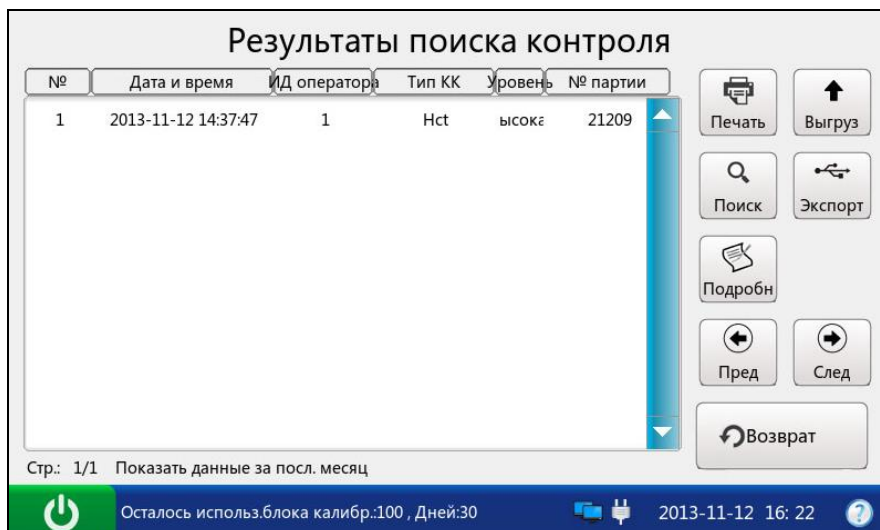 Результаты поиска контроля
№ Дата и время ИД оператора Тип КК Уровень № партии
1 2013-11-12 14:37:47 1 Hct ысока 21209
Печать Выгруз
Поиск Экспорт
Подробн
Пред След
Возврат
Стр.: 1/1 Показать данные за посл. месяц
Осталось использ.блока калибр.:100 , Дней:30 2013-11-12 16: 22 ?